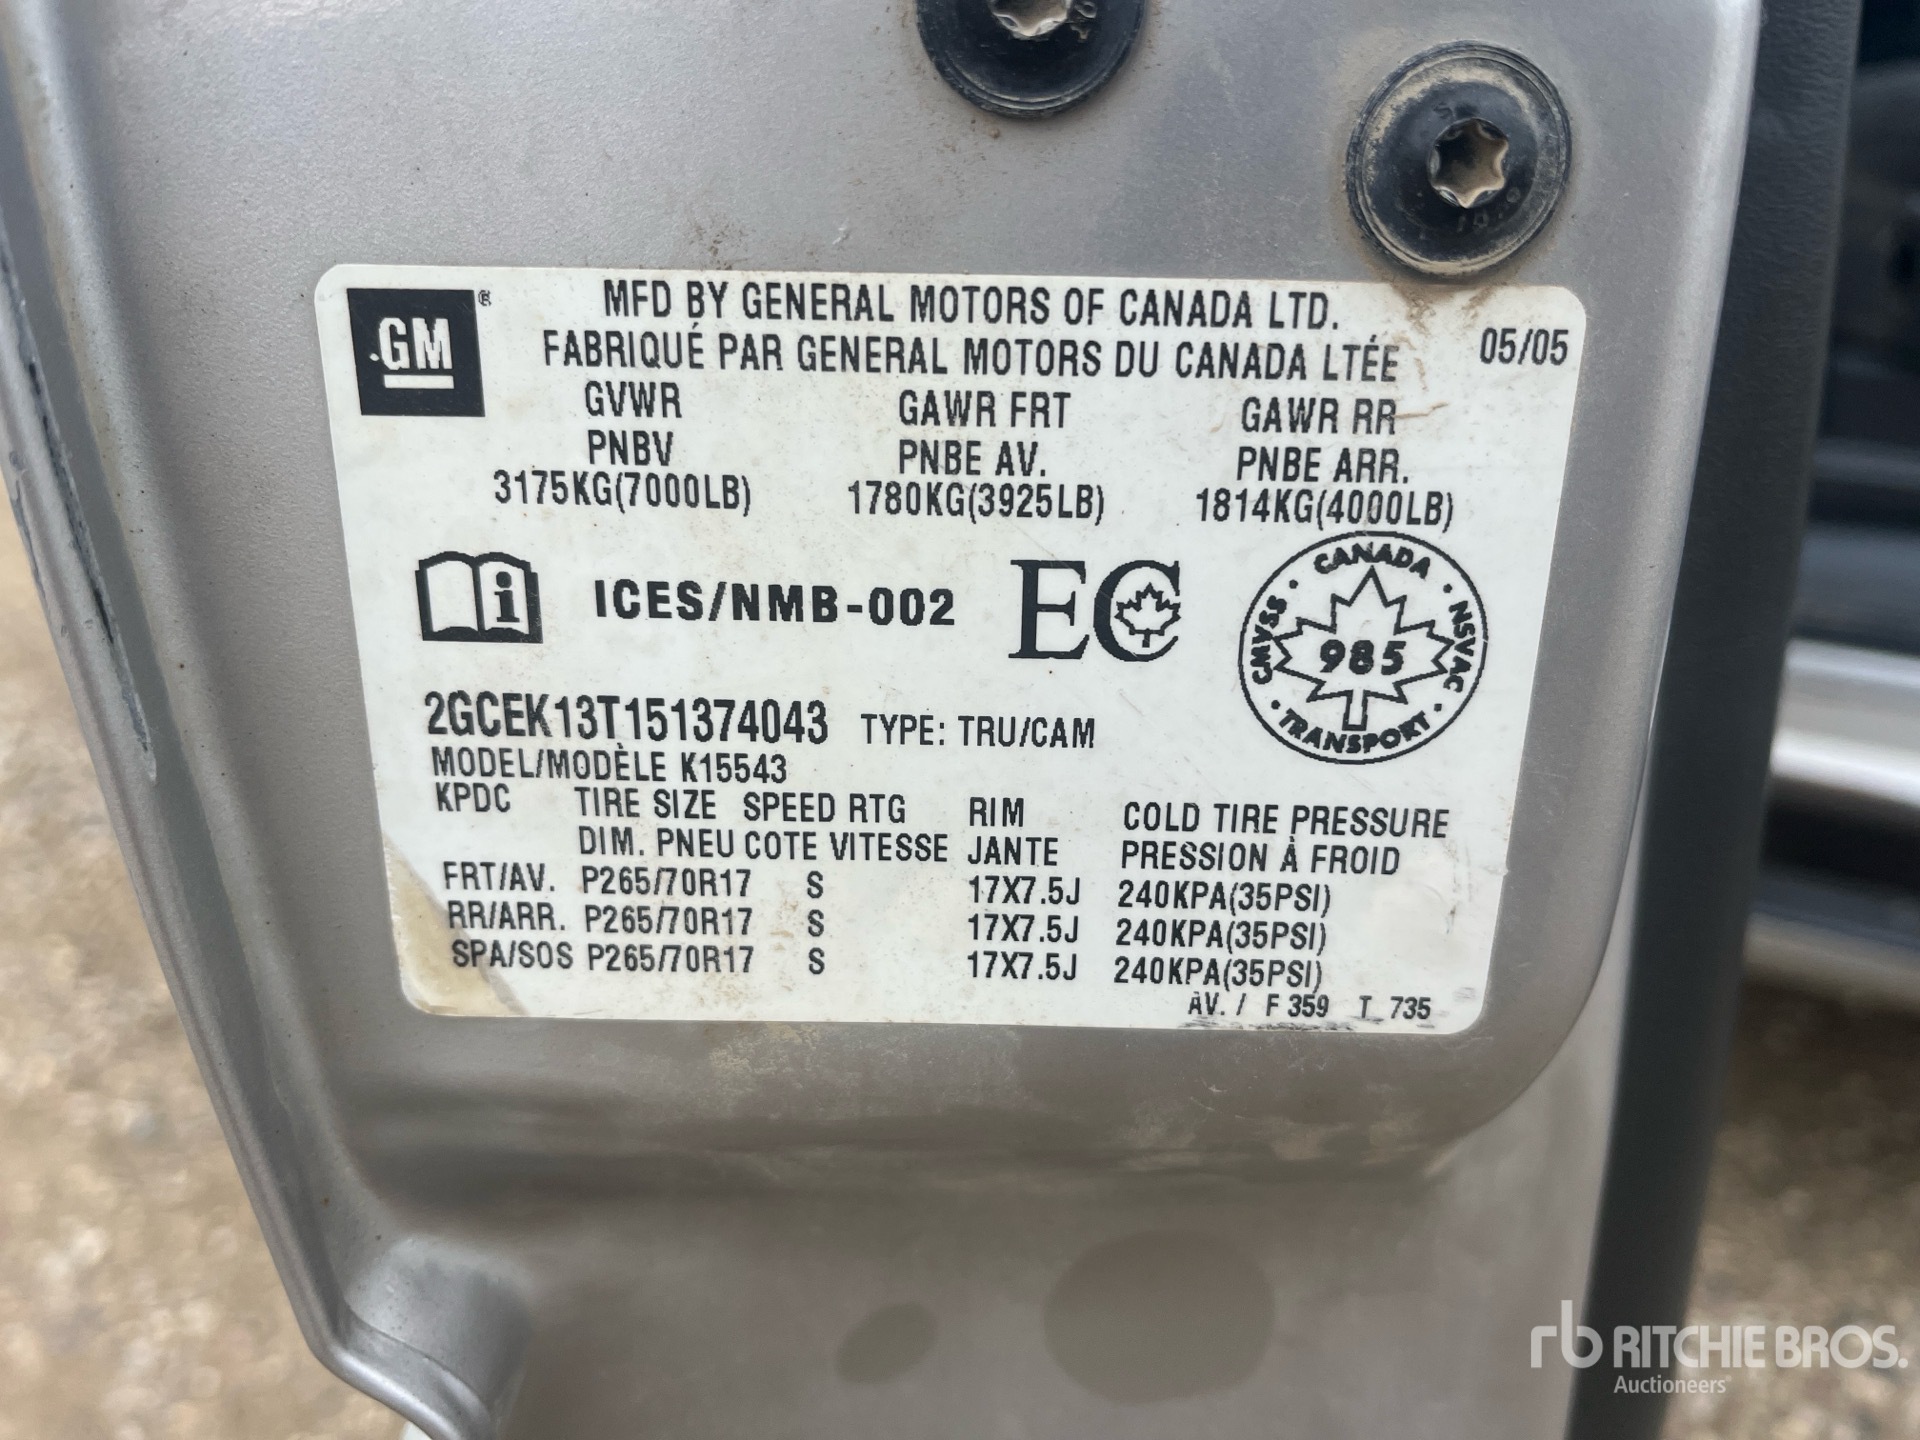 GM ®
MFD BY GENERAL MOTORS OF CANADA LTD.
FABRIQUÉ PAR GENERAL MOTORS DU CANADA LTÉE
05/05
GVWR GAWR FRT GAWR RR
PNBV PNBE AV. PNBE ARR.
3175KG(7000LB) 1780KG(3925LB) 1814KG(4000LB)
i ICES/NMB-002 EC
CANADA
CMVSS 985 NSVAC
TRANSPORT
2GCEK13T151374043 TYPE: TRU/CAM
MODEL/MODÈLE K15543
KPDC TIRE SIZE SPEED RTG RIM COLD TIRE PRESSURE
DIM. PNEU COTE VITESSE JANTE PRESSION À FROID
FRT/AV. P265/70R17 S 17X7.5J 240KPA(35PSI)
RR/ARR. P265/70R17 S 17X7.5J 240KPA(35PSI)
SPA/SOS P265/70R17 S 17X7.5J 240KPA(35PSI)
AV. / F 359 T 735
rb RITCHIE BROS.
Auctioneers